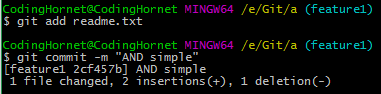 CodingHornet@CodingHornet MINGW64 /e/Git/a (feature1)
$ git add readme.txt
CodingHornet@CodingHornet MINGW64 /e/Git/a (feature1)
$ git commit -m "AND simple"
[feature1 2cf457b] AND simple
 1 file changed, 2 insertions(+), 1 deletion(-)